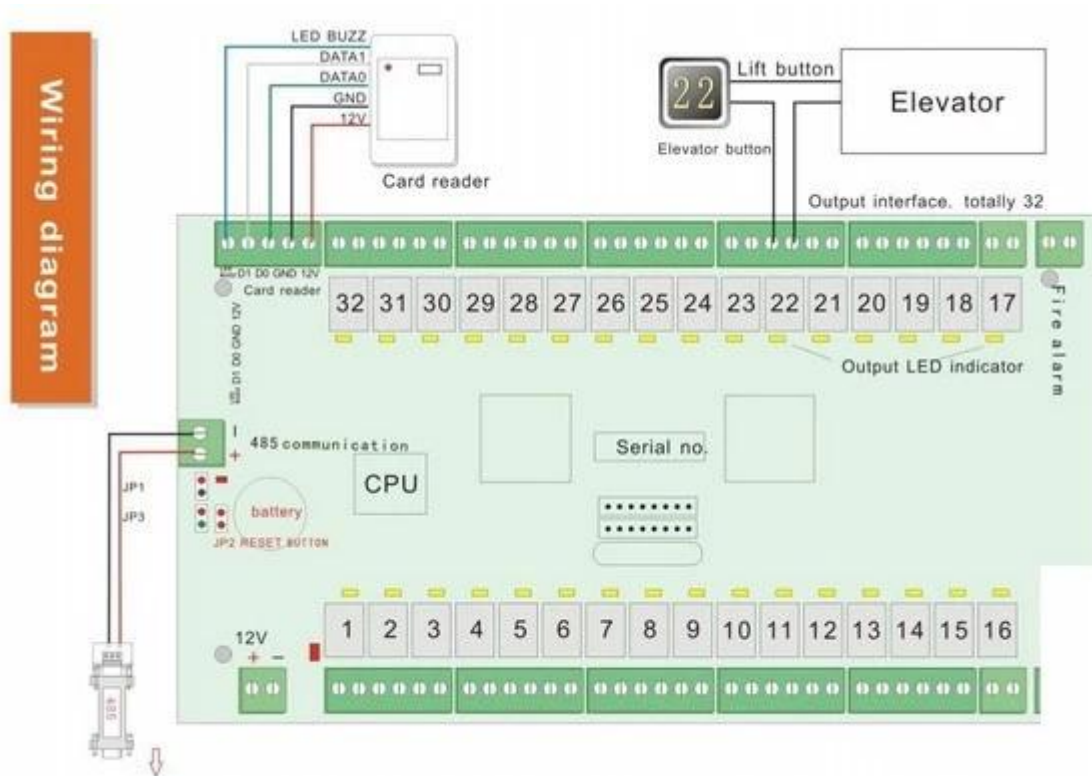 Wiring diagram
LED BUZZ
DATA1
DATA0
GND
12V
Card reader
22
Lift button
Elevator button
Elevator
Output interface. totally 32
D1 D0 GND 12V
Card reader
D1 D0 GND 12V
32 31 30 29 28 27 26 25 24 23 22 21 20 19 18 17
Output LED indicator
Fire alarm
- 
+
485 communication
CPU
Serial no.
JP1
JP3
battery
JP2 RESET BUTTON
12V
+ -
1 2 3 4 5 6 7 8 9 10 11 12 13 14 15 16
485